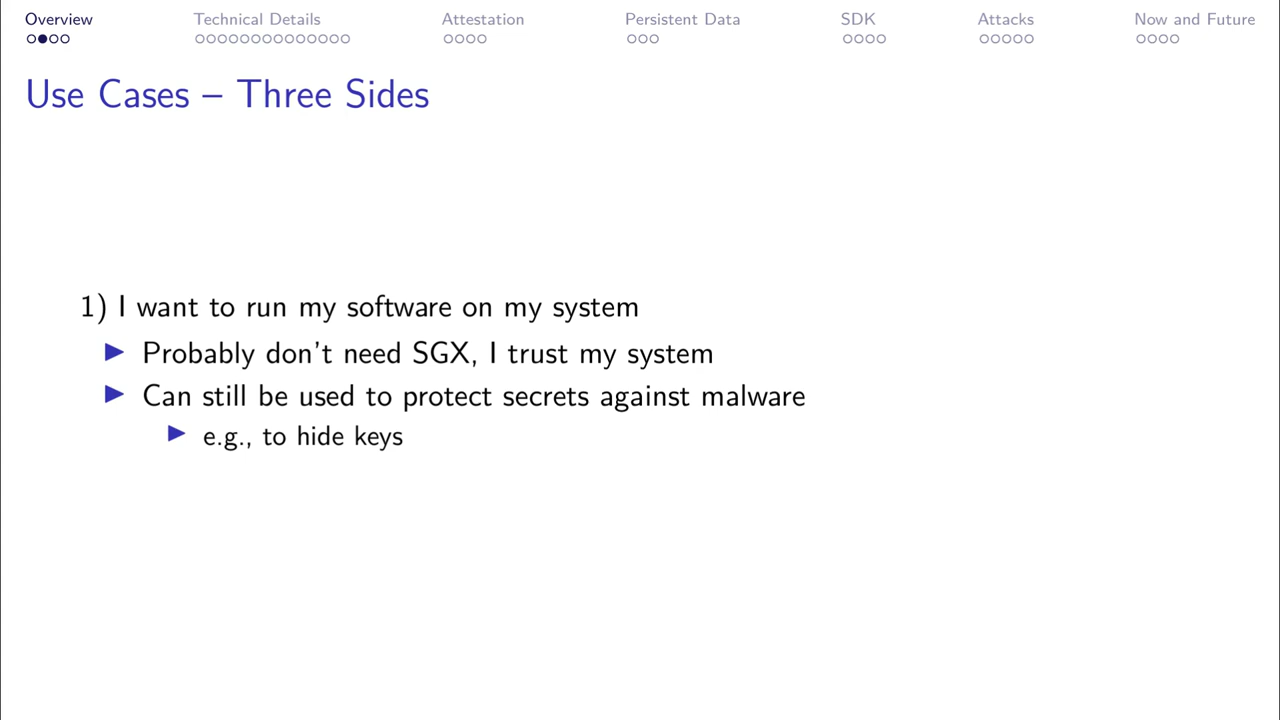 Overview Technical Details Attestation Persistent Data SDK Attacks Now and Future
Use Cases – Three Sides
1) I want to run my software on my system
Probably don't need SGX, I trust my system
Can still be used to protect secrets against malware
e.g., to hide keys